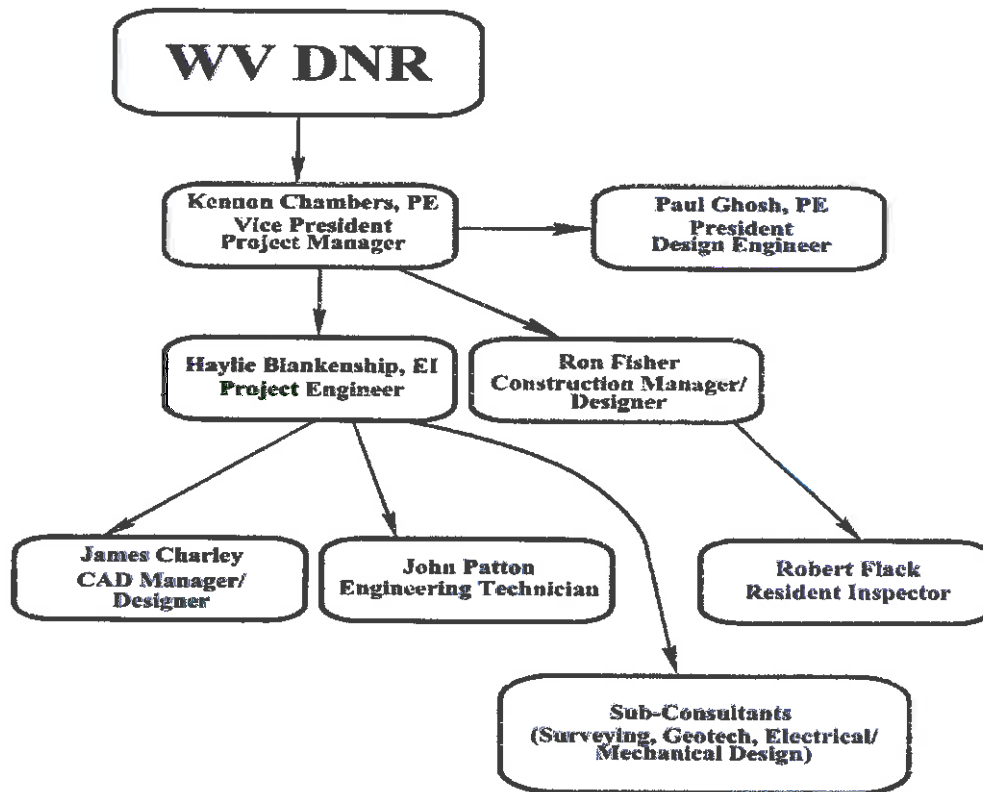 WV DNR
Kennon Chambers, PE
Vice President
Project Manager
Paul Ghosh, PE
President
Design Engineer
Haylie Blankenship, EI
Project Engineer
Ron Fisher
Construction Manager/
Designer
James Charley
CAD Manager/
Designer
John Patton
Engineering Technician
Robert Flack
Resident Inspector
Sub-Consultants
(Surveying, Geotech, Electrical/
Mechanical Design)